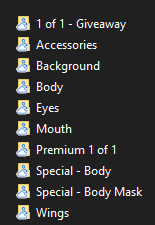 1 of 1 - Giveaway
Accessories
Background
Body
Eyes
Mouth
Premium 1 of 1
Special - Body
Special - Body Mask
Wings